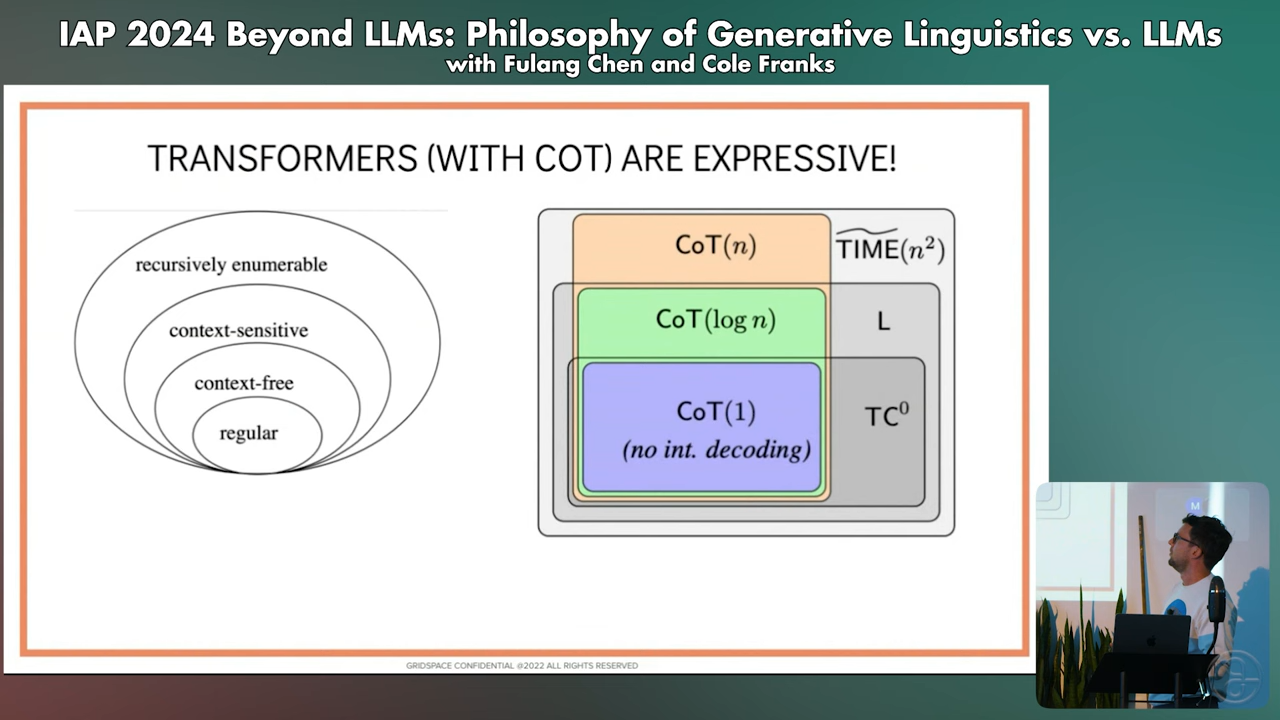 IAP 2024 Beyond LLMs: Philosophy of Generative Linguistics vs. LLMs
with Fulang Chen and Cole Franks
TRANSFORMERS (WITH COT) ARE EXPRESSIVE!
recursively enumerable
context-sensitive
context-free
regular
CoT(n)
T͠IME(n²)
CoT(log n)
L
CoT(1)
(no int. decoding)
TC⁰
GRIDSPACE CONFIDENTIAL @2022 ALL RIGHTS RESERVED
M